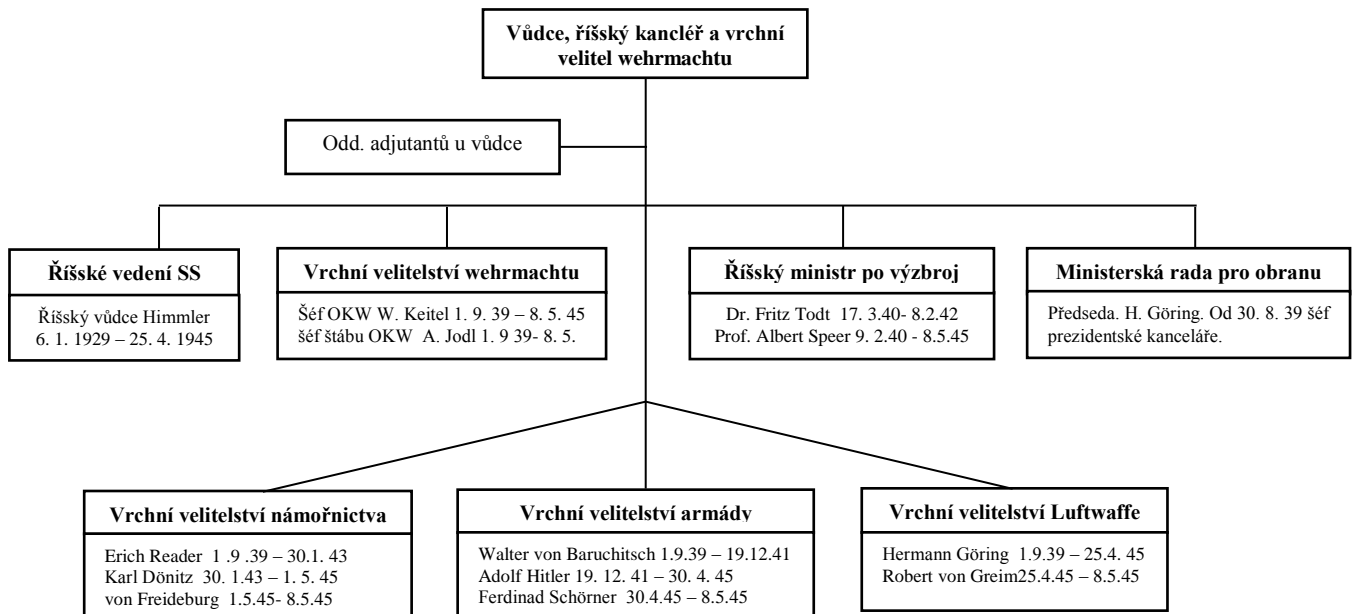 Vůdce, říšský kancléř a vrchní
velitel wehrmachtu
Odd. adjutantů u vůdce
Říšské vedení SS
Říšský vůdce Himmler
6. 1. 1929 – 25. 4. 1945
Vrchní velitelství wehrmachtu
Šéf OKW W. Keitel 1. 9. 39 – 8. 5. 45
šéf štábu OKW A. Jodl 1. 9 39- 8. 5.
Říšský ministr po výzbroj
Dr. Fritz Todt 17. 3.40- 8.2.42
Prof. Albert Speer 9. 2.40 - 8.5.45
Ministerská rada pro obranu
Předseda. H. Göring. Od 30. 8. 39 šéf
prezidentské kanceláře.
Vrchní velitelství námořnictva
Erich Reader 1 .9 .39 – 30.1. 43
Karl Dönitz 30. 1.43 – 1. 5. 45
von Freideburg 1.5.45- 8.5.45
Vrchní velitelství armády
Walter von Baruchitsch 1.9.39 – 19.12.41
Adolf Hitler 19. 12. 41 – 30. 4. 45
Ferdinad Schörner 30.4.45 – 8.5.45
Vrchní velitelství Luftwaffe
Hermann Göring 1.9.39 – 25.4. 45
Robert von Greim25.4.45 – 8.5.45